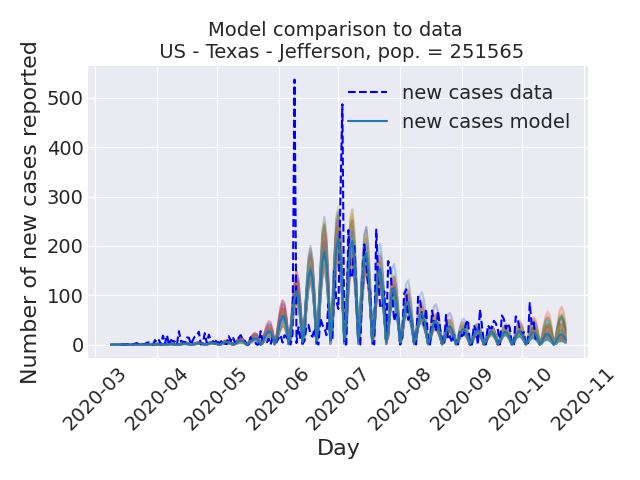 Model comparison to data
US - Texas - Jefferson, pop. = 251565
Number of new cases reported
500
400
300
200
100
0
new cases data
new cases model
2020-03
2020-04
2020-05
2020-06
2020-07
2020-08
2020-09
2020-10
2020-11
Day